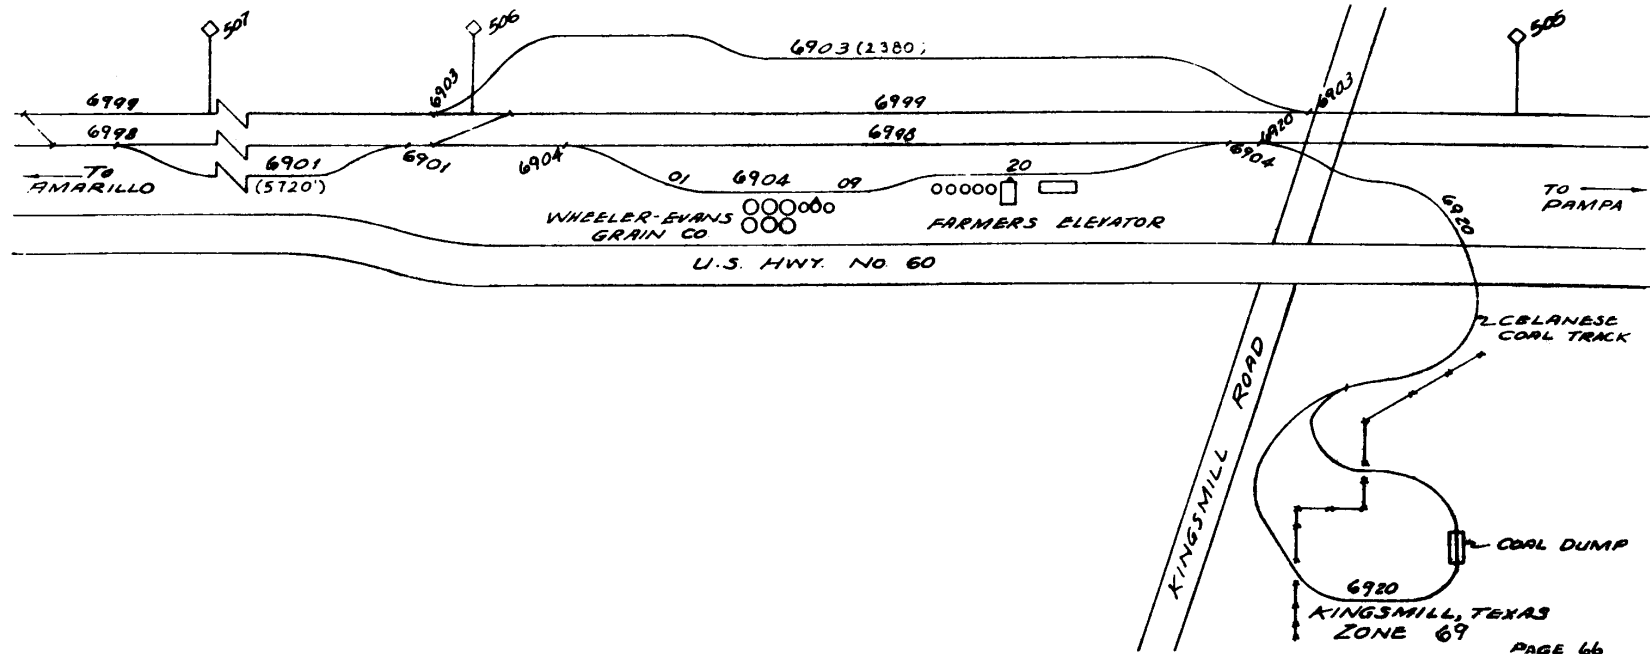 507
506
505
6903 (2380')
6903
6903
6999
6999
6998
6998
6920
6901
(5720')
6901
6904
6904
TO
AMARILLO
01
6904
09
20
WHEELER-EVANS
GRAIN CO
FARMERS ELEVATOR
TO
PAMPA
6920
U.S. HWY. NO. 60
CELANESE
COAL TRACK
KINGSMILL ROAD
COAL DUMP
6920
KINGSMILL, TEXAS
ZONE 69
PAGE 66